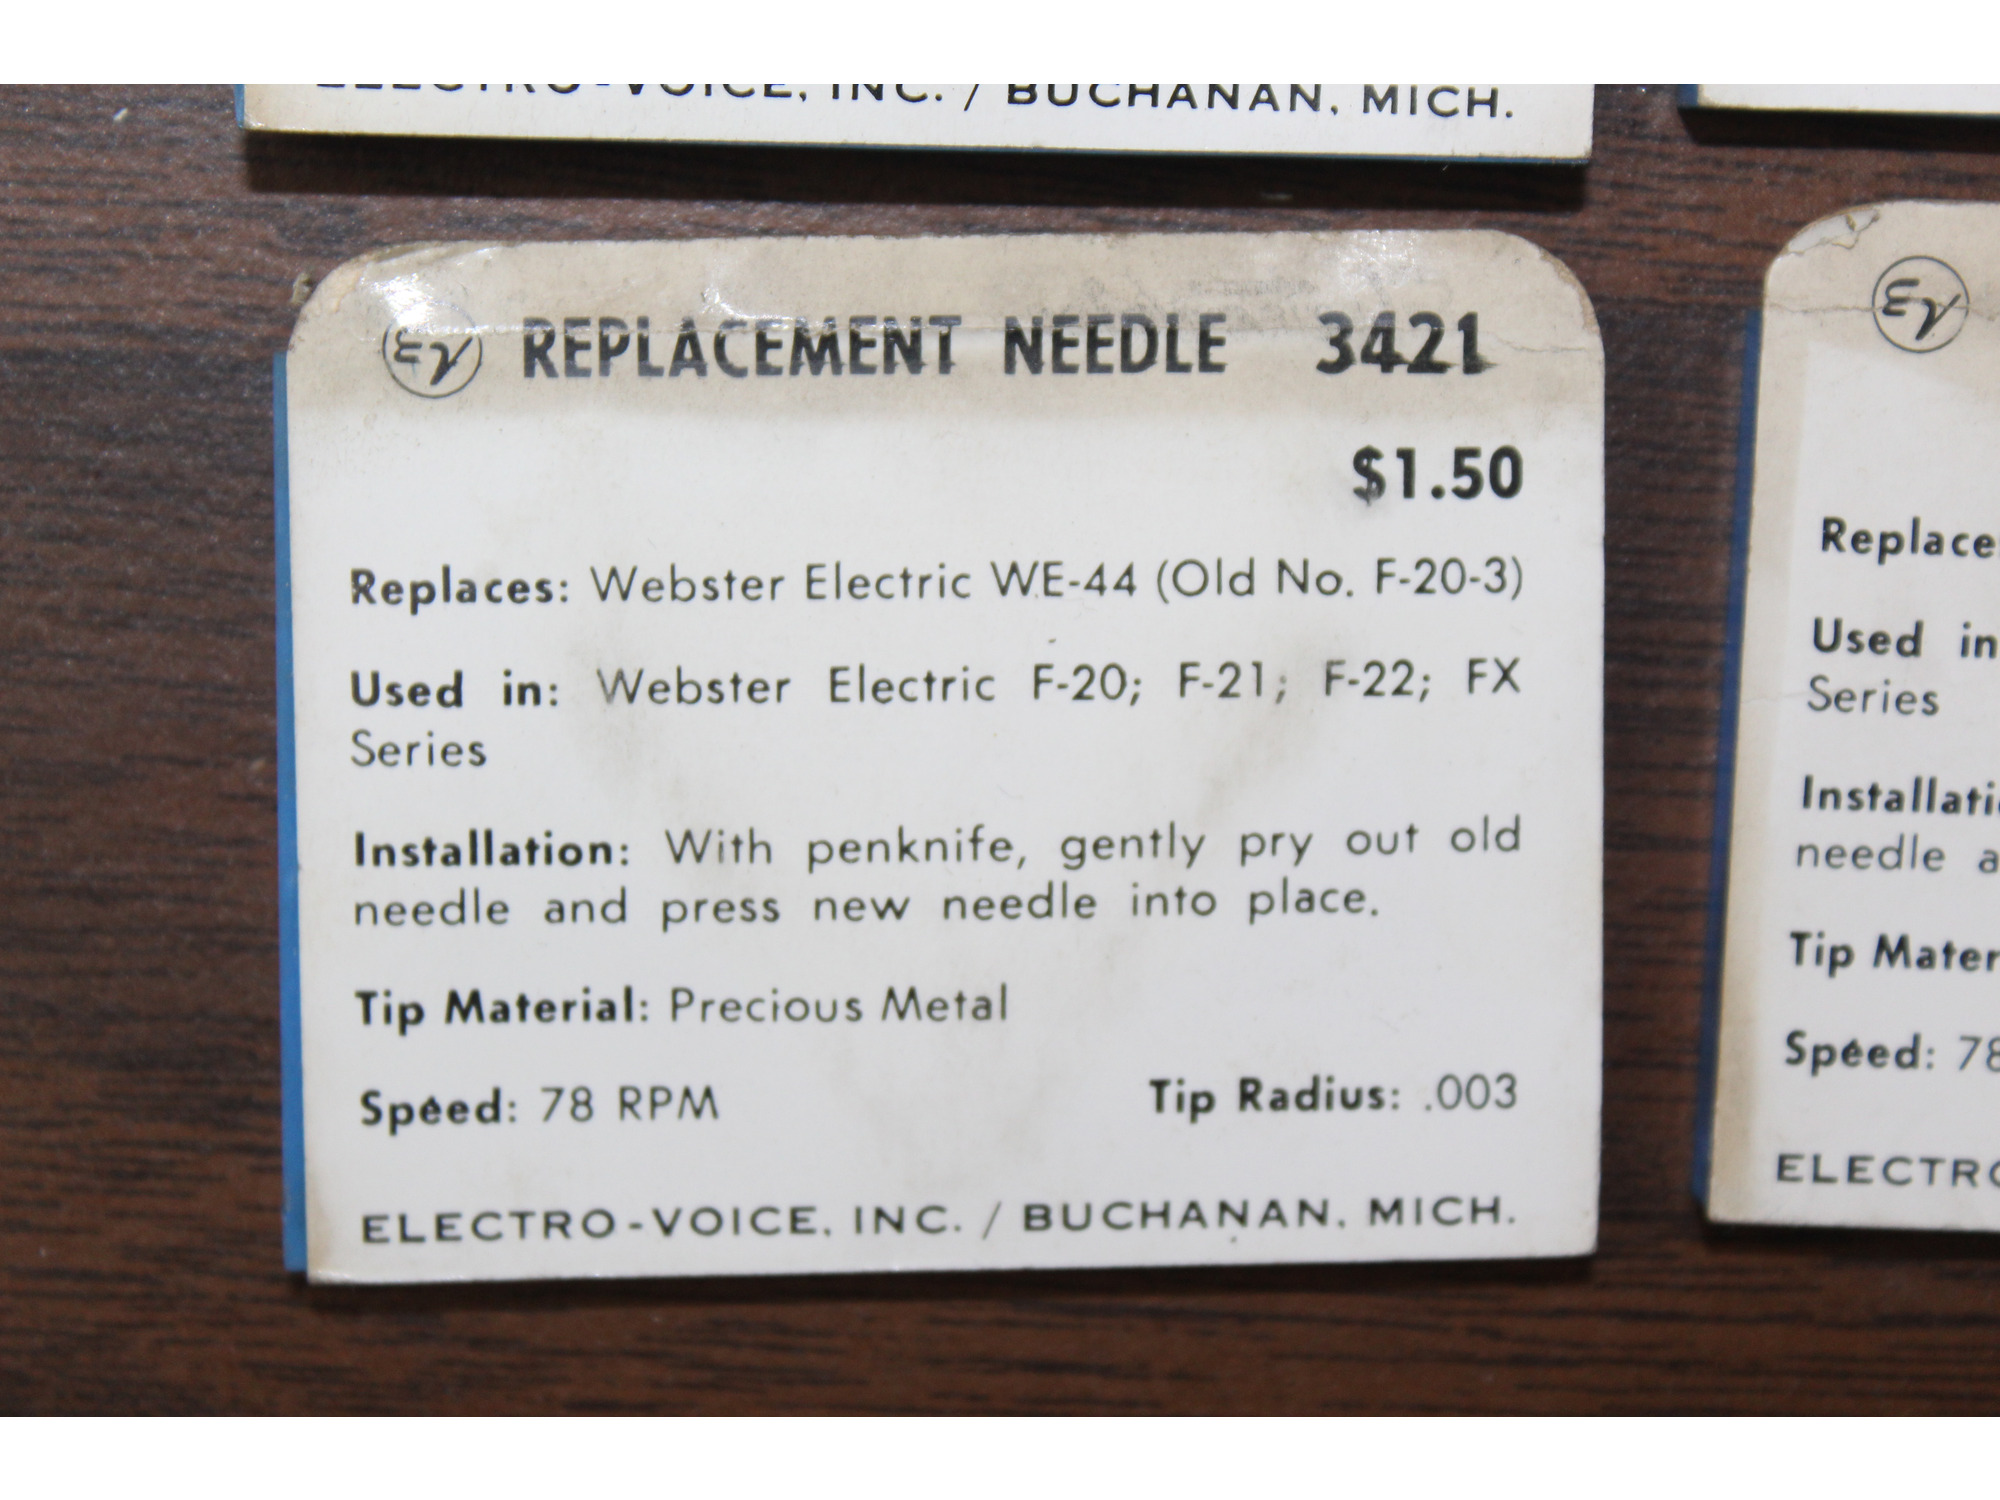 ELECTRO-VOICE, INC. / BUCHANAN, MICH.
EV REPLACEMENT NEEDLE 3421
$1.50
Replaces: Webster Electric WE-44 (Old No. F-20-3)
Used in: Webster Electric F-20; F-21; F-22; FX
Series
Installation: With penknife, gently pry out old
needle and press new needle into place.
Tip Material: Precious Metal
Speed: 78 RPM Tip Radius: .003
ELECTRO-VOICE, INC. / BUCHANAN, MICH.
EV
Replace
Used in
Series
Installati
needle a
Tip Mater
Speed: 78
ELECTRO